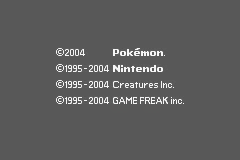 ©2004 Pokémon.
©1995-2004 Nintendo
©1995-2004 Creatures Inc.
©1995-2004 GAME FREAK inc.